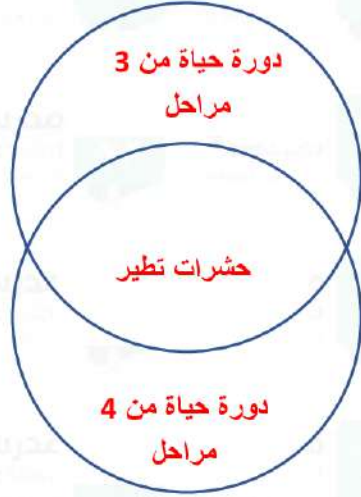 دورة حياة من 3
مراحل
حشرات تطير
دورة حياة من 4
مراحل